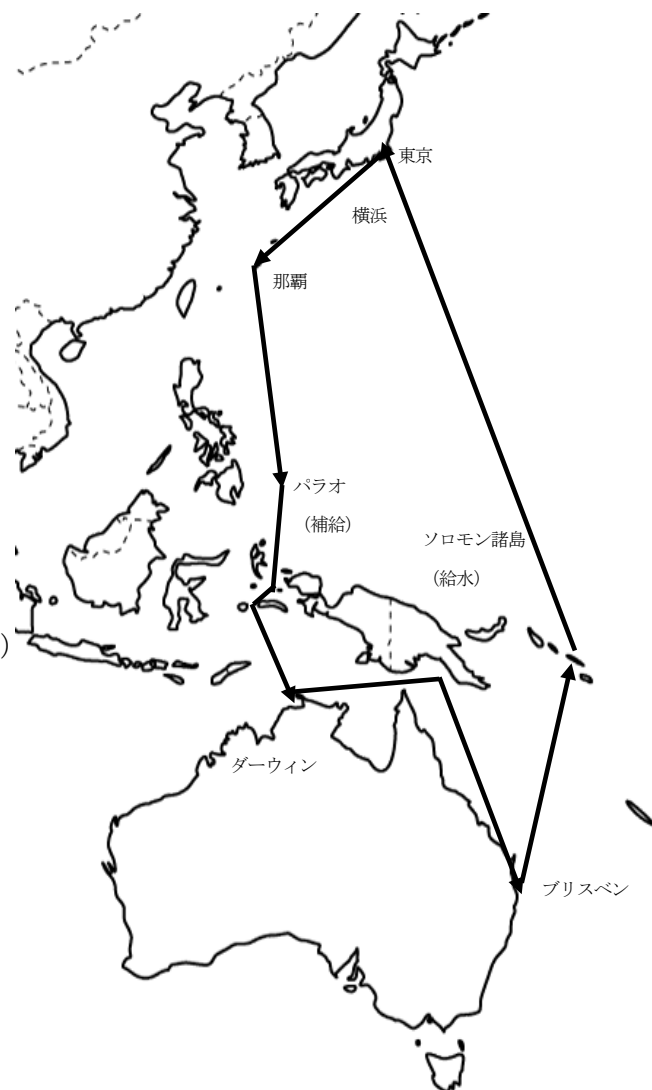 東京
横浜
那覇
パラオ
（補給）
ソロモン諸島
（給水）
)
ダーウィン
ブリスベン